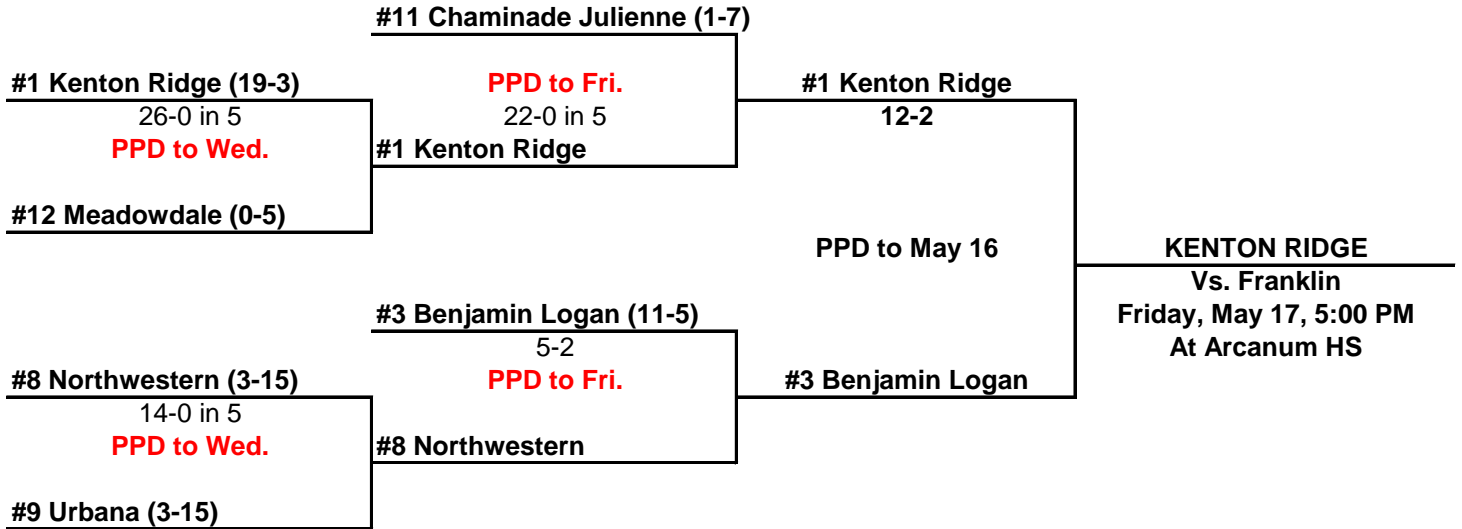 #11 Chaminade Julienne (1-7)
#1 Kenton Ridge (19-3)
PPD to Fri.
#1 Kenton Ridge
26-0 in 5
22-0 in 5
12-2
PPD to Wed.
#1 Kenton Ridge
#12 Meadowdale (0-5)
PPD to May 16
KENTON RIDGE
Vs. Franklin
#3 Benjamin Logan (11-5)
Friday, May 17, 5:00 PM
5-2
At Arcanum HS
#8 Northwestern (3-15)
PPD to Fri.
#3 Benjamin Logan
14-0 in 5
PPD to Wed.
#8 Northwestern
#9 Urbana (3-15)